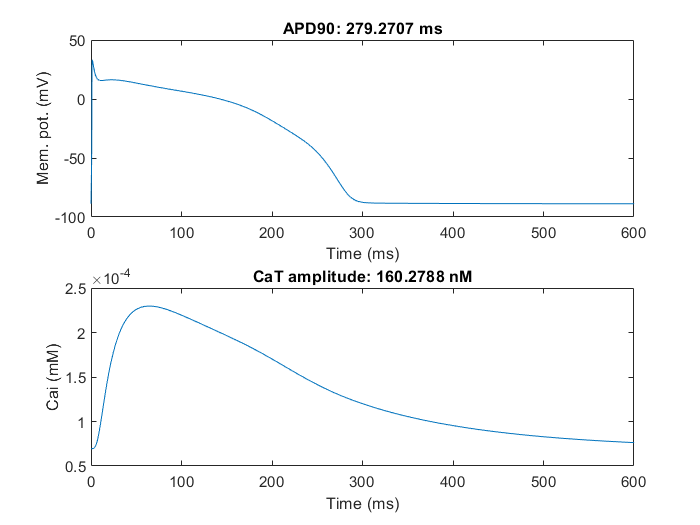 APD90: 279.2707 ms
50
0
-50
-100
Mem. pot. (mV)
0 100 200 300 400 500 600
Time (ms)
CaT amplitude: 160.2788 nM
×10-4
2.5
2
1.5
1
0.5
Cai (mM)
0 100 200 300 400 500 600
Time (ms)